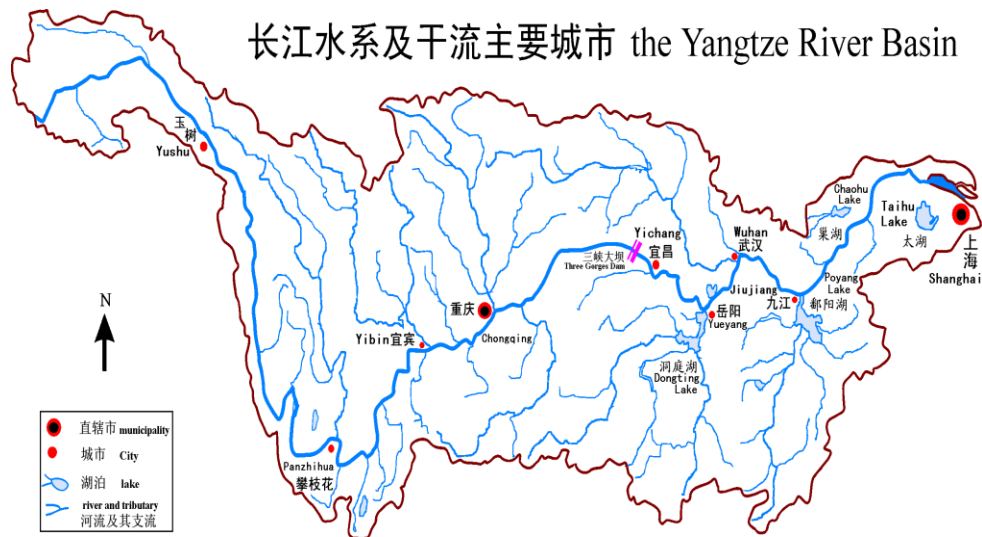 长江水系及干流主要城市 the Yangtze River Basin
玉
树
Yushu
Chaohu
Lake
巢湖
Taihu
Lake
太湖
上
海
Shanghai
Wuhan
武汉
Yichang
宜昌
三峡大坝
Three Gorges Dam
Poyang
Lake
鄱阳湖
Jiujiang
九江
岳阳
Yueyang
重庆
Chongqing
Yibin宜宾
洞庭湖
Dongting
Lake
Panzhihua
攀枝花
N
直辖市 municipality
城市 City
湖泊 lake
river and tributary
河流及其支流